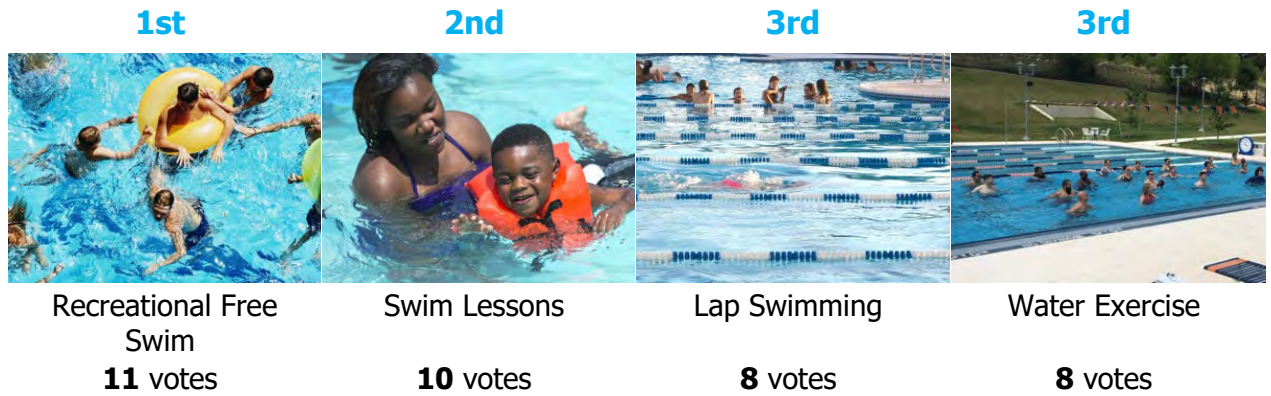 1st
2nd
3rd
3rd
Recreational Free
Swim
11 votes
Swim Lessons
10 votes
Lap Swimming
8 votes
Water Exercise
8 votes